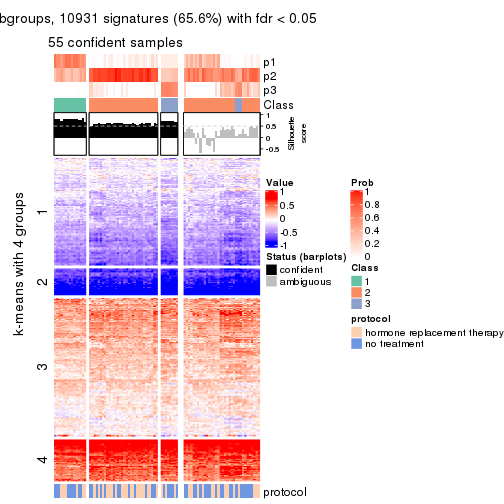 bgroups, 10931 signatures (65.6%) with fdr < 0.05
55 confident samples
p1
p2
p3
Class
1
0.5
0
-0.5
Silhouette
score
k-means with 4 groups
1
2
3
4
Value
1
0.5
0
-0.5
-1
Status (barplots)
confident
ambiguous
Prob
1
0.8
0.6
0.4
0.2
0
Class
1
2
3
protocol
hormone replacement therapy
no treatment
protocol